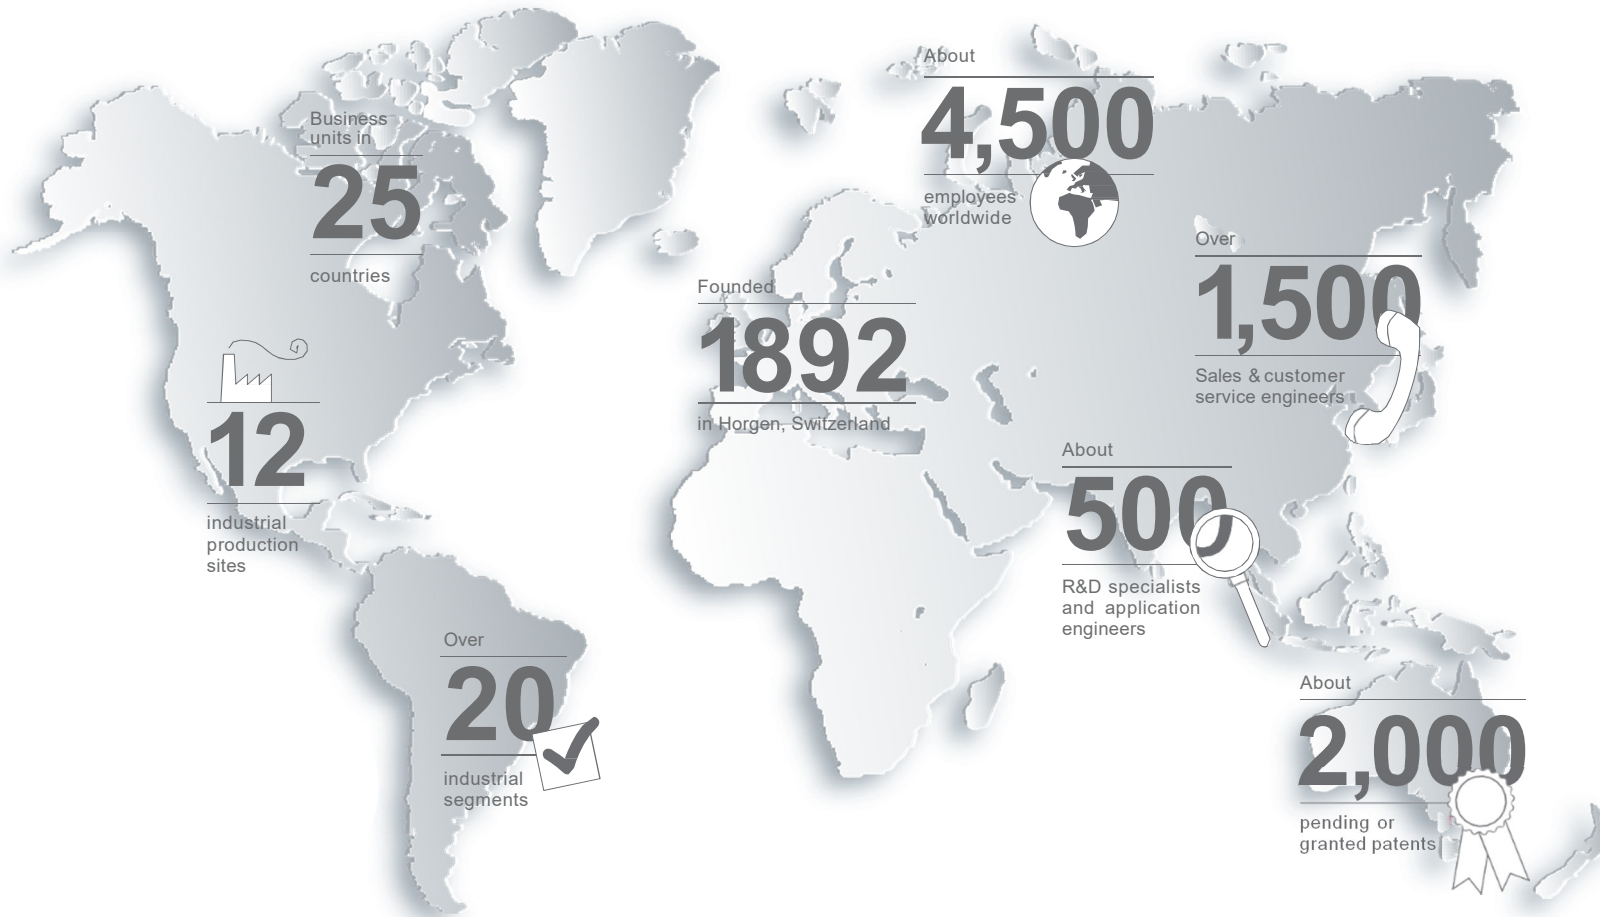 About
4,500
employees
worldwide
Business
units in
25
countries
Over
1,500
Sales & customer
service engineers
Founded
1892
in Horgen, Switzerland
12
industrial
production
sites
About
500
R&D specialists
and application
engineers
Over
20
industrial
segments
About
2,000
pending or
granted patents